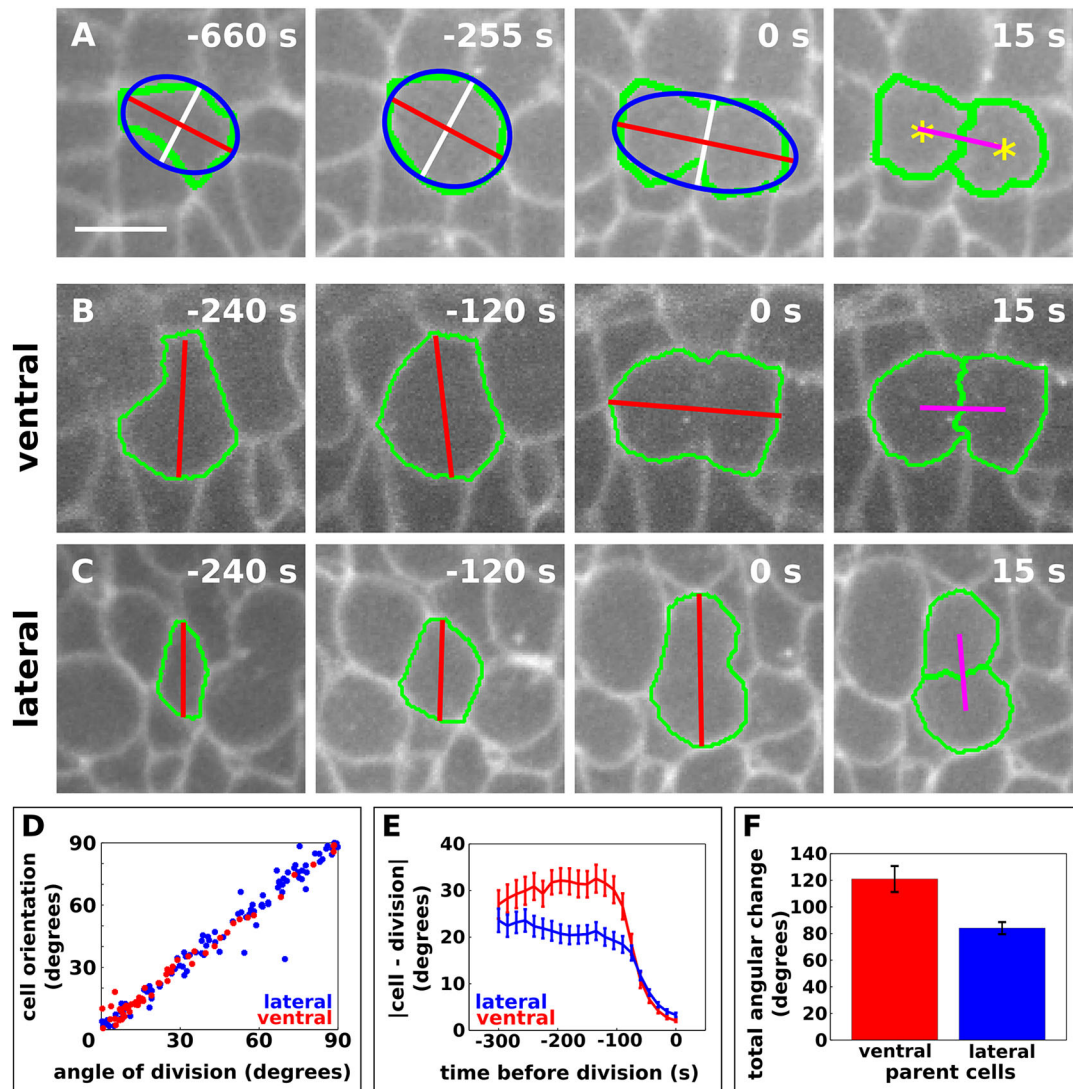 A
-660 s
-255 s
0 s
15 s
* *
ventral
B
-240 s
-120 s
0 s
15 s
lateral
C
-240 s
-120 s
0 s
15 s
D
cell orientation
(degrees)
90
60
30
0 30 60 90
lateral
ventral
angle of division (degrees)
E
|cell - division|
(degrees)
40
30
20
10
0
-300 -200 -100 0
lateral
ventral
time before division (s)
F
total angular change
(degrees)
140
120
100
80
60
40
20
0
ventral lateral
parent cells